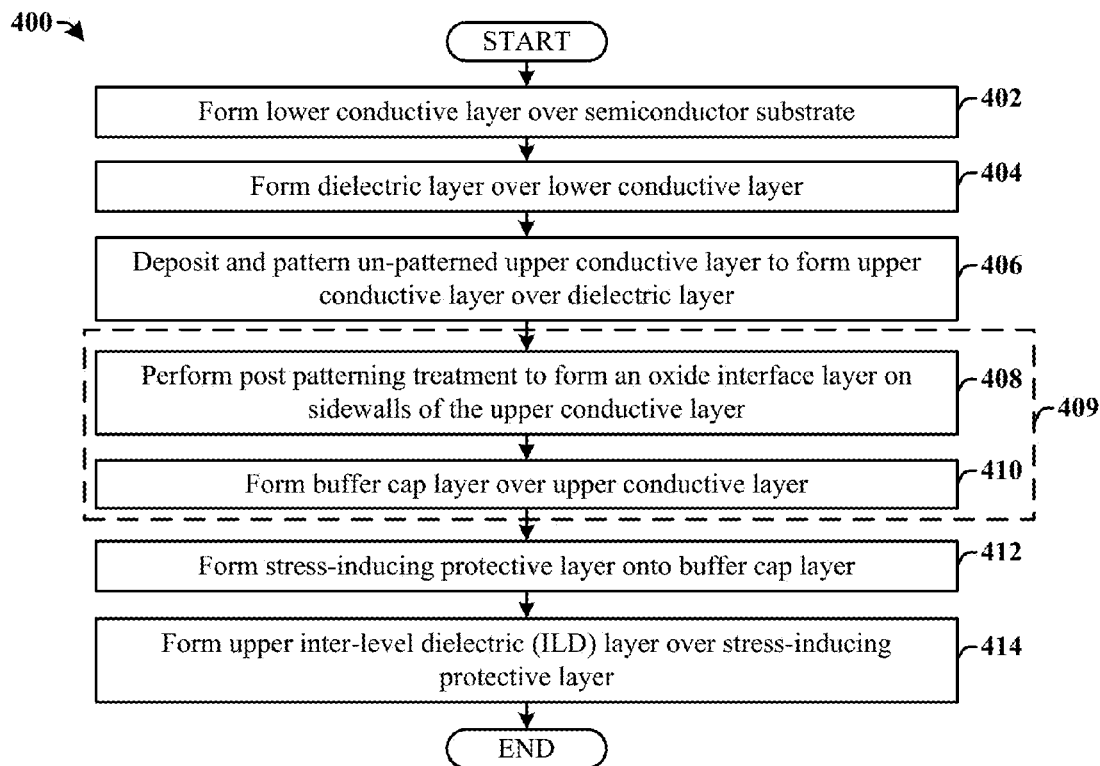 400
START
Form lower conductive layer over semiconductor substrate
402
Form dielectric layer over lower conductive layer
404
Deposit and pattern un-patterned upper conductive layer to form upper
conductive layer over dielectric layer
406
Perform post patterning treatment to form an oxide interface layer on
sidewalls of the upper conductive layer
408
409
Form buffer cap layer over upper conductive layer
410
Form stress-inducing protective layer onto buffer cap layer
412
Form upper inter-level dielectric (ILD) layer over stress-inducing
protective layer
414
END